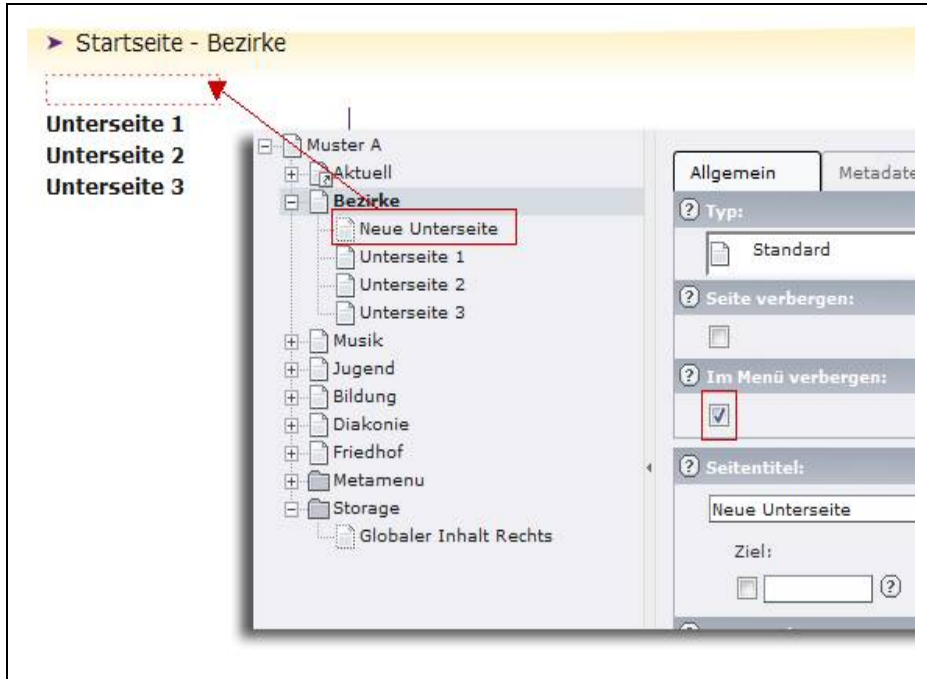 Startseite - Bezirke
Unterseite 1
Unterseite 2
Unterseite 3
Muster A
Aktuell
Bezirke
Neue Unterseite
Unterseite 1
Unterseite 2
Unterseite 3
Musik
Jugend
Bildung
Diakonie
Friedhof
Metamenu
Storage
Globaler Inhalt Rechts
Allgemein
Metadate
Typ:
Standard
Seite verbergen:
Im Menü verbergen:
Seitentitel:
Neue Unterseite
Ziel: